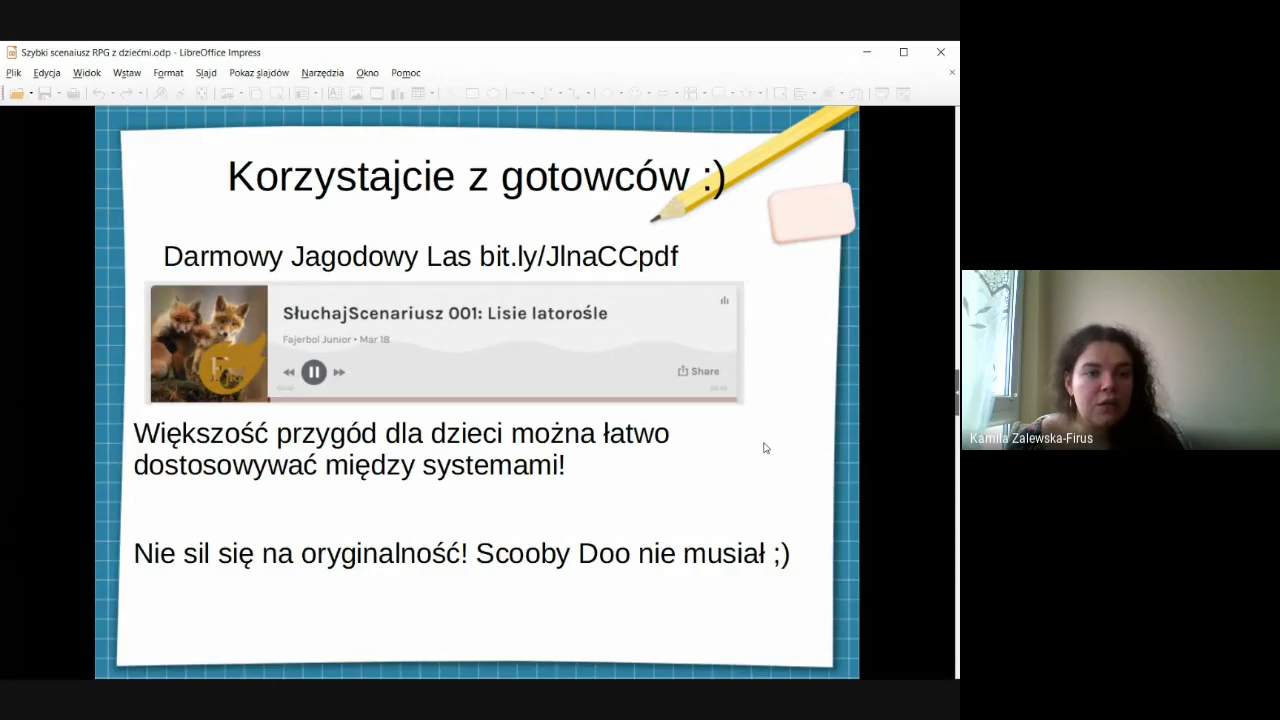 Szybki scenaiusz RPG z dziećmi.odp - LibreOffice Impress
Plik Edycja Widok Wstaw Format Slajd Pokaz slajdów Narzędzia Okno Pomoc
Korzystajcie z gotowców :)
Darmowy Jagodowy Las bit.ly/JlnaCCpdf
SłuchajScenariusz 001: Lisie latorośle
Fajerbol Junior • Mar 18
Share
Większość przygód dla dzieci można łatwo
dostosowywać między systemami!
Nie sil się na oryginalność! Scooby Doo nie musiał ;)
Kamila Zalewska-Firus